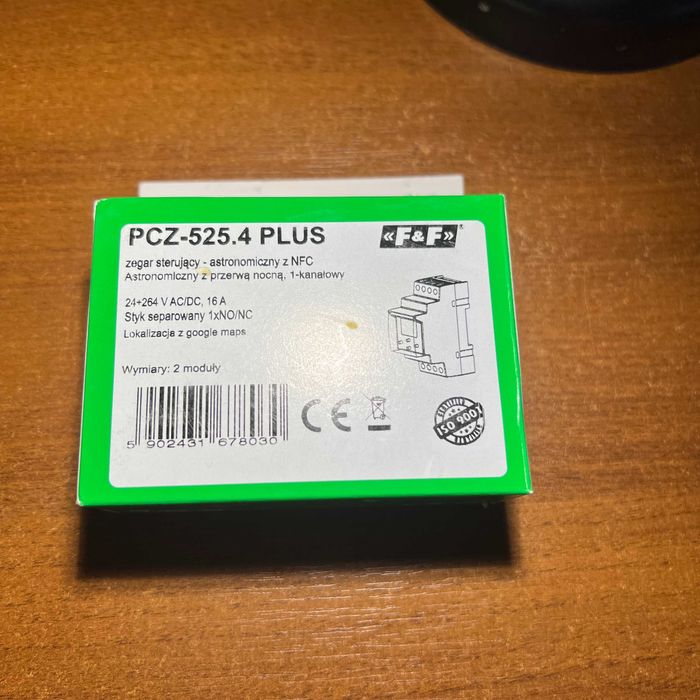 PCZ-525.4 PLUS
«F&F»®
zegar sterujący - astronomiczny z NFC
Astronomiczny z przerwą nocną, 1-kanałowy
24÷264 V AC/DC, 16 A
Styk separowany 1xNO/NC
Lokalizacja z google maps
Wymiary: 2 moduły
5 902431 678030
CE
ISO 9001